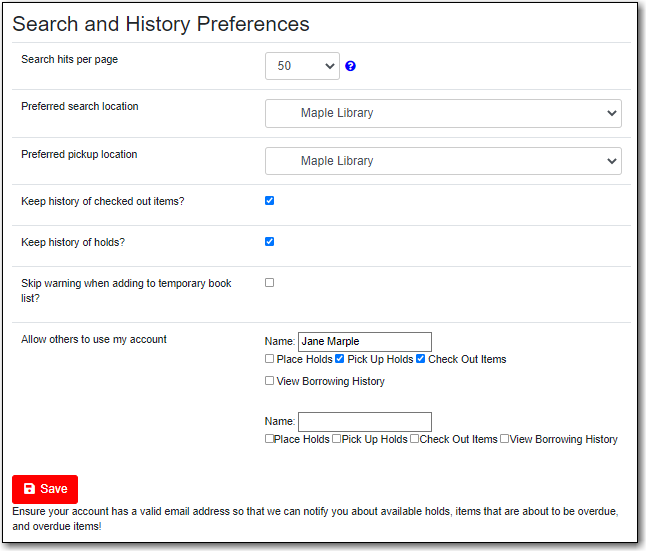 Search and History Preferences
Search hits per page
50
?
Preferred search location
Maple Library
Preferred pickup location
Maple Library
Keep history of checked out items?
Keep history of holds?
Skip warning when adding to temporary book
list?
Allow others to use my account
Name: Jane Marple
Place Holds Pick Up Holds Check Out Items
View Borrowing History
Name:
Place Holds Pick Up Holds Check Out Items View Borrowing History
Save
Ensure your account has a valid email address so that we can notify you about available holds, items that are about to be overdue,
and overdue items!